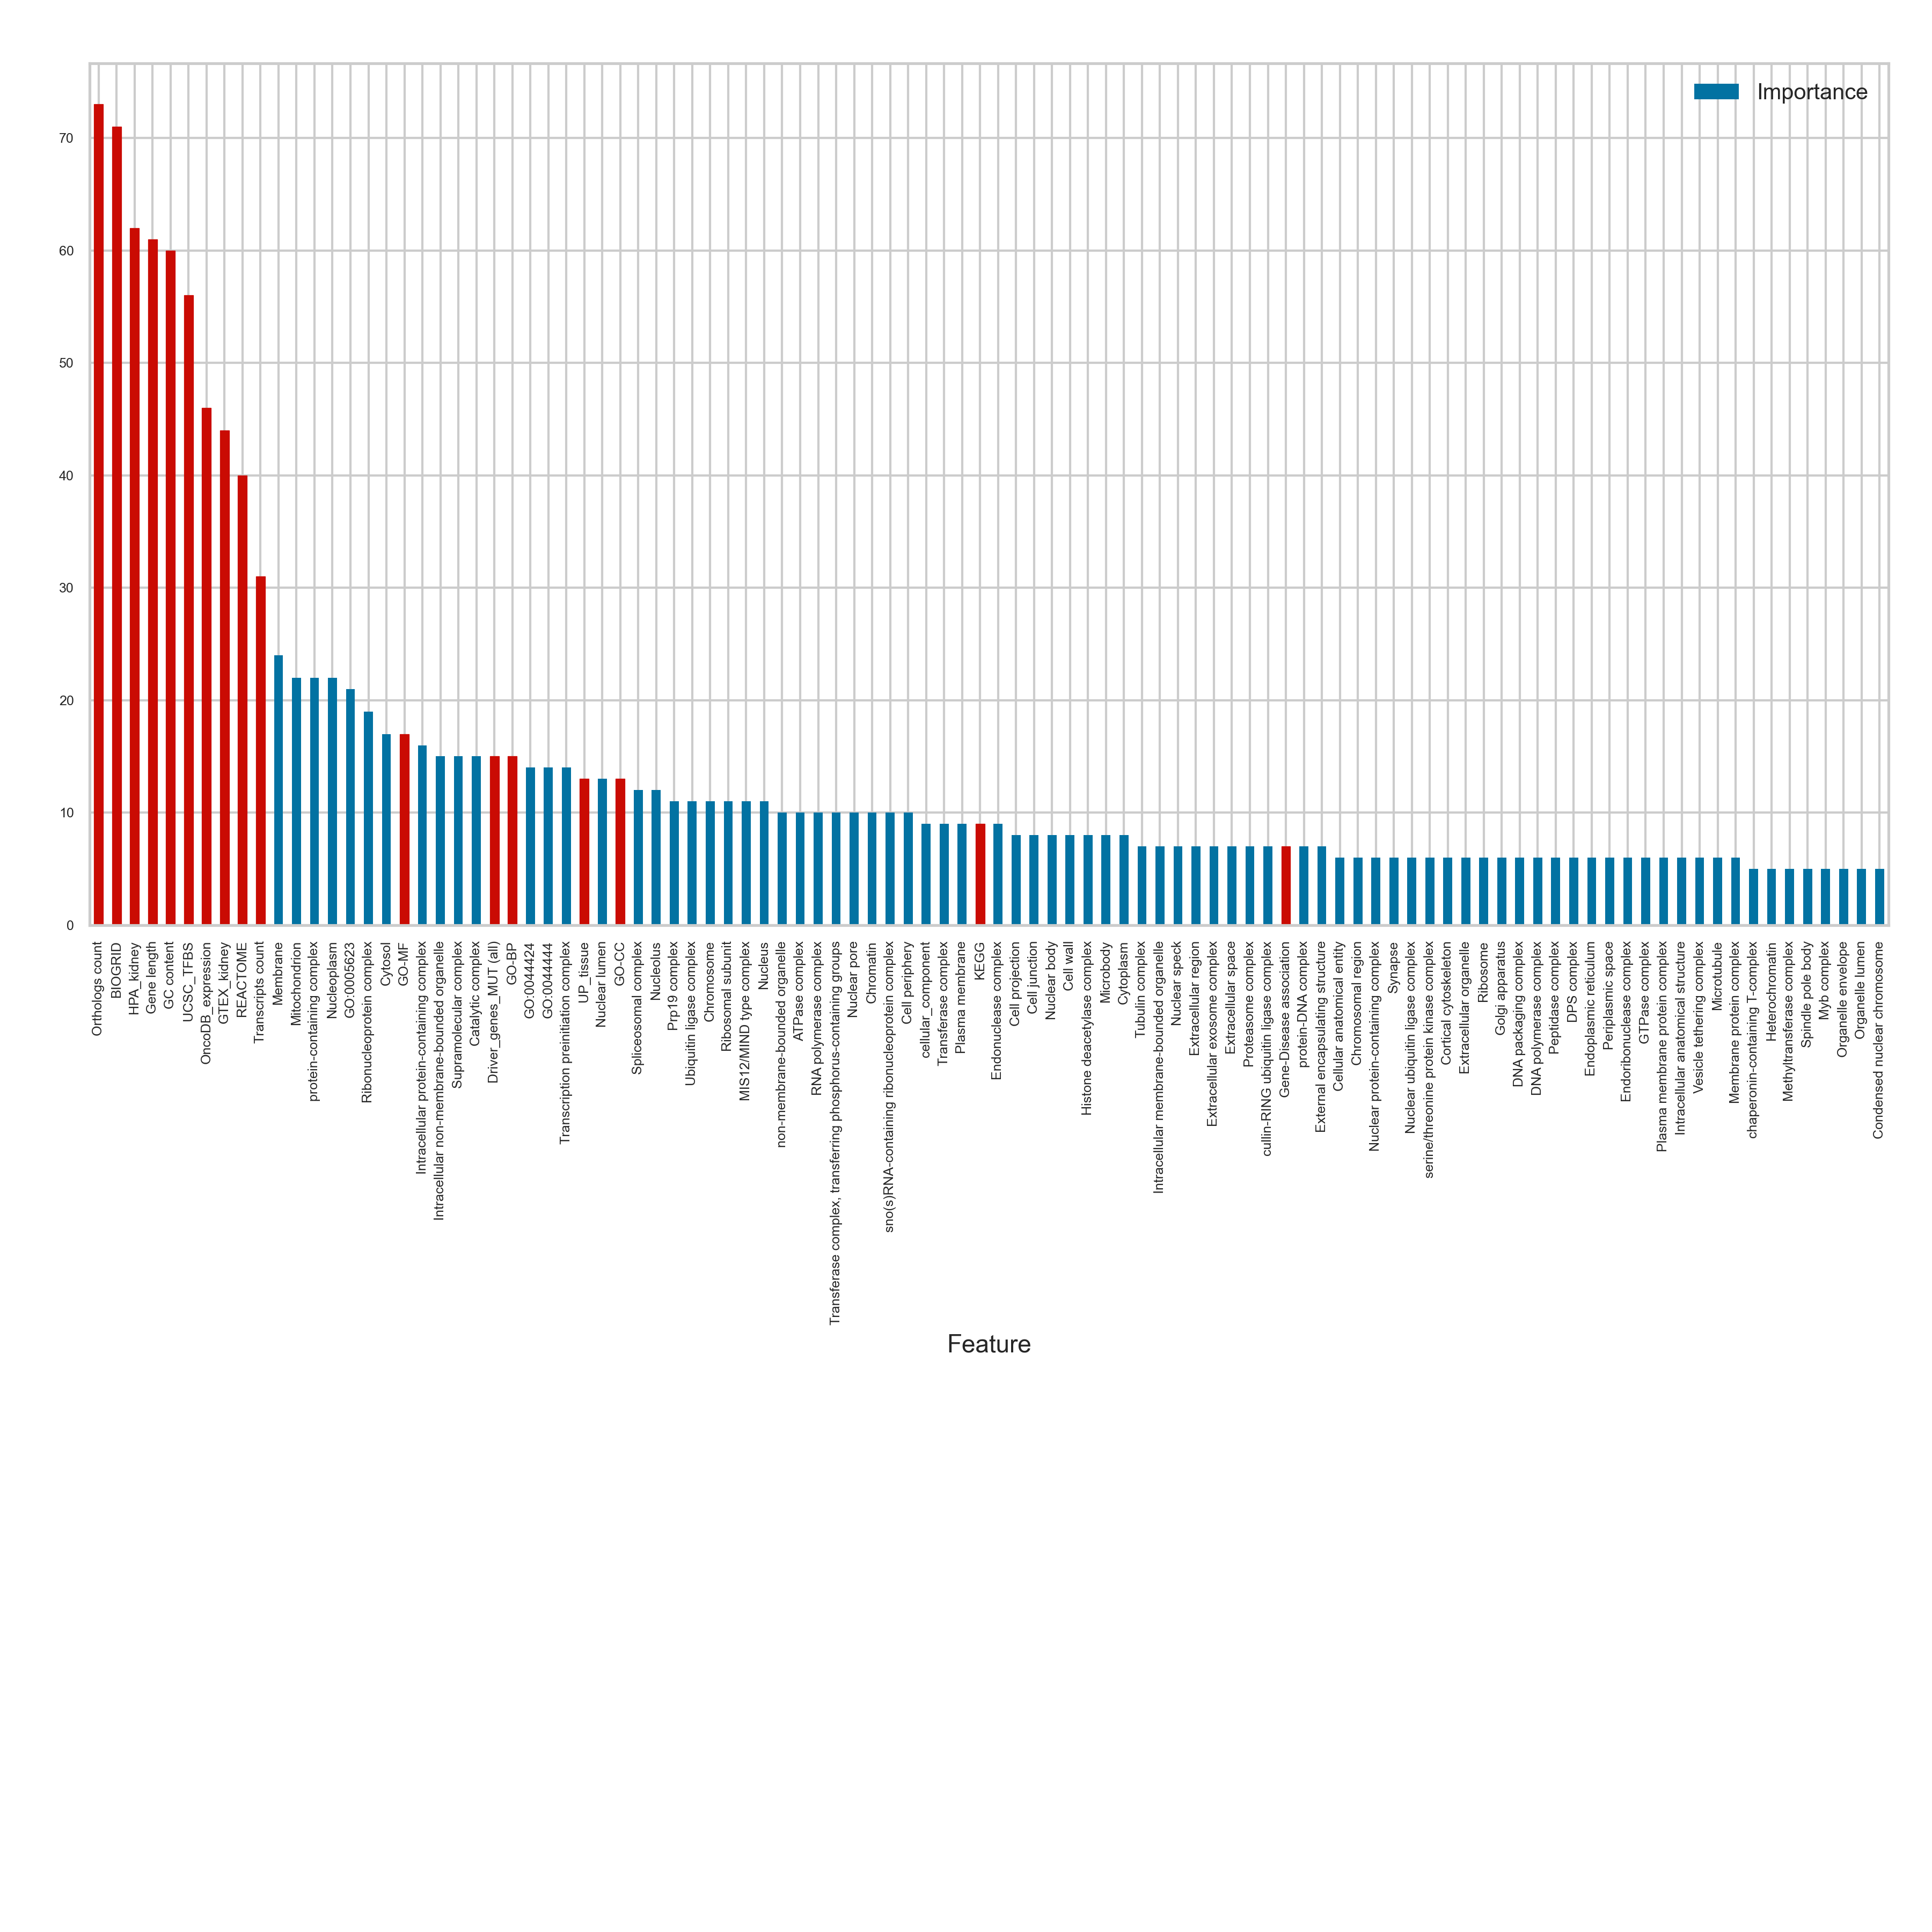 Importance
70
60
50
40
30
20
10
0
Orthologs count
BIOGRID
HPA_kidney
Gene length
GC content
UCSC_TFBS
OncoDB_expression
GTEX_kidney
REACTOME
Transcripts count
Membrane
Mitochondrion
protein-containing complex
Nucleoplasm
GO:0005623
Ribonucleoprotein complex
Cytosol
GO-MF
Intracellular protein-containing complex
Intracellular non-membrane-bounded organelle
Supramolecular complex
Catalytic complex
Driver_genes_MUT (all)
GO-BP
GO:0044424
GO:0044444
Transcription preinitiation complex
UP_tissue
Nuclear lumen
GO-CC
Spliceosomal complex
Nucleolus
Prp19 complex
Ubiquitin ligase complex
Chromosome
Ribosomal subunit
MIS12/MIND type complex
Nucleus
non-membrane-bounded organelle
ATPase complex
RNA polymerase complex
Transferase complex, transferring phosphorus-containing groups
Nuclear pore
Chromatin
sno(s)RNA-containing ribonucleoprotein complex
Cell periphery
cellular_component
Transferase complex
Plasma membrane
KEGG
Endonuclease complex
Cell projection
Cell junction
Nuclear body
Cell wall
Histone deacetylase complex
Microbody
Cytoplasm
Tubulin complex
Intracellular membrane-bounded organelle
Nuclear speck
Extracellular region
Extracellular exosome complex
Extracellular space
Proteasome complex
cullin-RING ubiquitin ligase complex
Gene-Disease association
protein-DNA complex
External encapsulating structure
Cellular anatomical entity
Chromosomal region
Nuclear protein-containing complex
Synapse
Nuclear ubiquitin ligase complex
serine/threonine protein kinase complex
Cortical cytoskeleton
Extracellular organelle
Ribosome
Golgi apparatus
DNA packaging complex
DNA polymerase complex
Peptidase complex
DPS complex
Endoplasmic reticulum
Periplasmic space
Endoribonuclease complex
GTPase complex
Plasma membrane protein complex
Intracellular anatomical structure
Vesicle tethering complex
Microtubule
Membrane protein complex
chaperonin-containing T-complex
Heterochromatin
Methyltransferase complex
Spindle pole body
Myb complex
Organelle envelope
Organelle lumen
Condensed nuclear chromosome
Feature